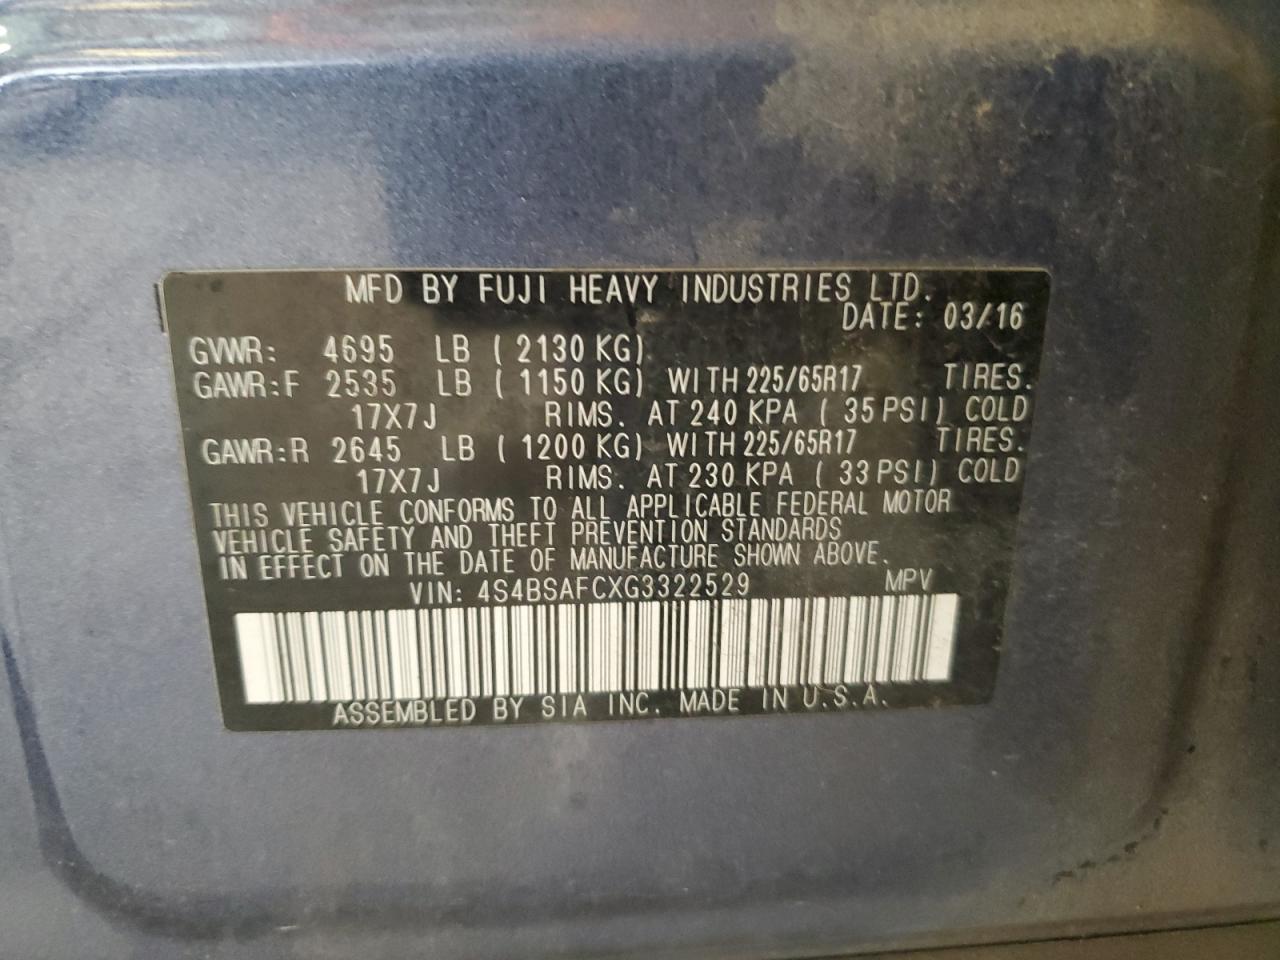 MFD BY FUJI HEAVY INDUSTRIES LTD.
DATE: 03/16
GVWR: 4695 LB ( 2130 KG)
GAWR:F 2535 LB ( 1150 KG) WITH 225/65R17 TIRES.
17X7J RIMS. AT 240 KPA ( 35 PSI) COLD
GAWR:R 2645 LB ( 1200 KG) WITH 225/65R17 TIRES.
17X7J RIMS. AT 230 KPA ( 33 PSI) COLD
THIS VEHICLE CONFORMS TO ALL APPLICABLE FEDERAL MOTOR
VEHICLE SAFETY AND THEFT PREVENTION STANDARDS
IN EFFECT ON THE DATE OF MANUFACTURE SHOWN ABOVE.
VIN: 4S4BSAFCXG3322529 MPV
ASSEMBLED BY SIA INC. MADE IN U.S.A.